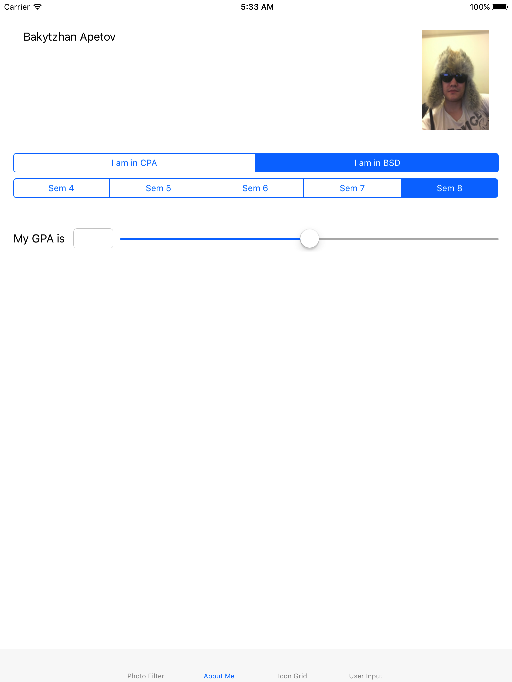 Carrier 5:33 AM 100%
Bakytzhan Apetov
I am in CPA I am in BSD
Sem 4 Sem 5 Sem 6 Sem 7 Sem 8
My GPA is
Photo Filter About Me Icon Grid User Input